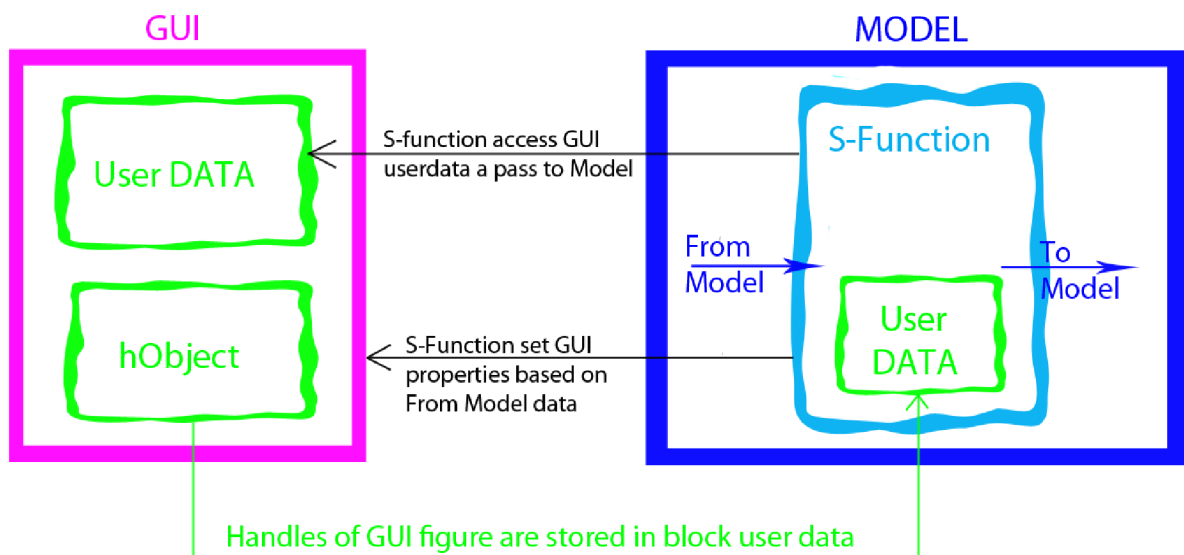 GUI
MODEL
User DATA
S-function access GUI
userdata a pass to Model
S-Function
From
Model
To
Model
hObject
S-Function set GUI
properties based on
From Model data
User
DATA
Handles of GUI figure are stored in block user data